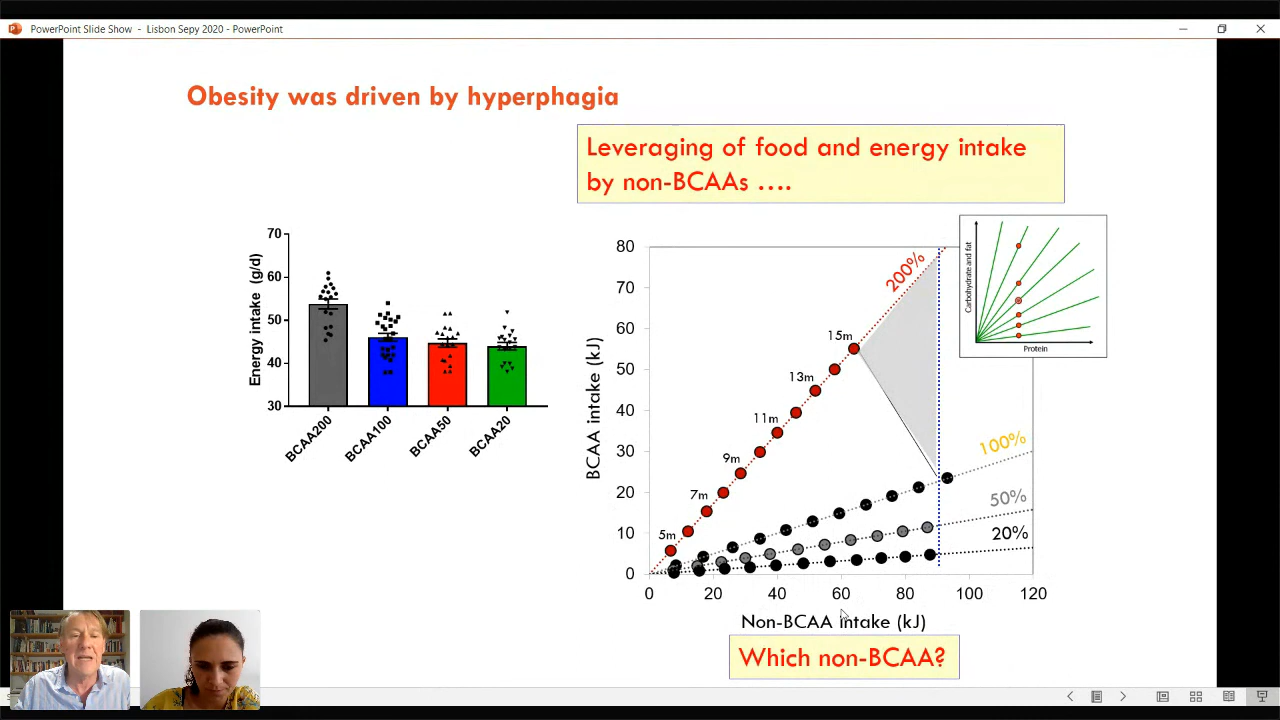 PowerPoint Slide Show - Lisbon Sepy 2020 - PowerPoint
Obesity was driven by hyperphagia
Leveraging of food and energy intake
by non-BCAAs ….
Energy intake (g/d)
70
60
50
40
30
BCAA200
BCAA100
BCAA50
BCAA20
BCAA intake (kJ)
80
70
60
50
40
30
20
10
0
200%
15m
13m
11m
9m
7m
5m
100%
50%
20%
Carbohydrate and fat
Protein
0
20
40
60
80
100
120
Non-BCAA intake (kJ)
Which non-BCAA?